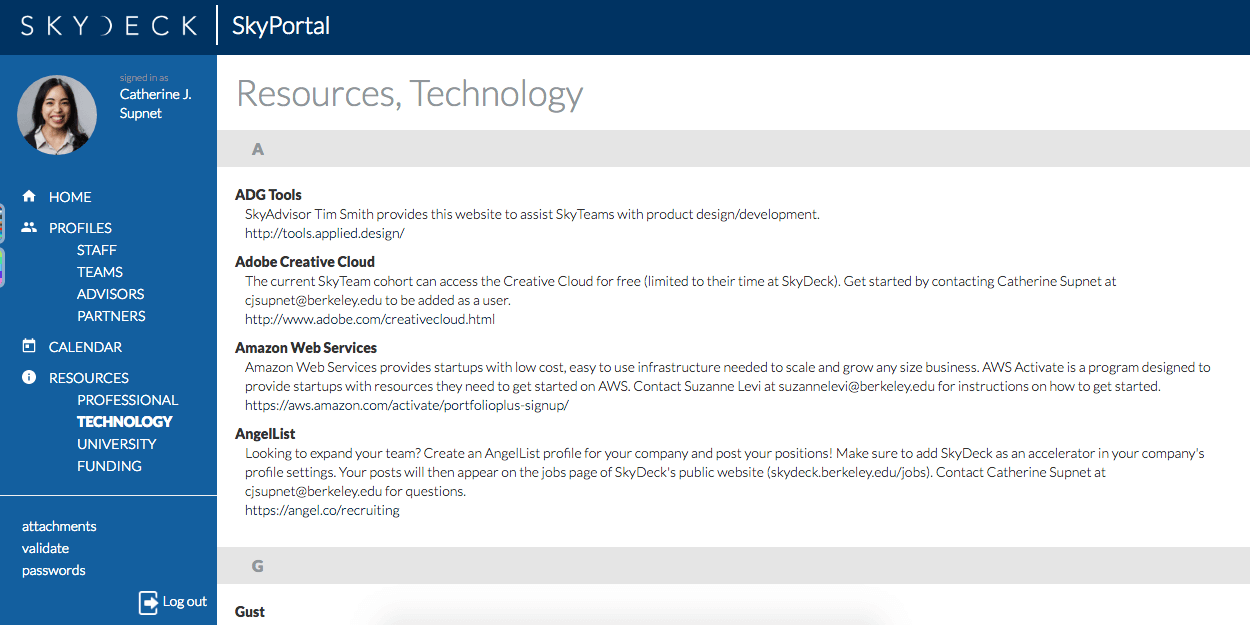 SKYDECK SkyPortal
signed in as
Catherine J.
Supnet
HOME
PROFILES
STAFF
TEAMS
ADVISORS
PARTNERS
CALENDAR
RESOURCES
PROFESSIONAL
TECHNOLOGY
UNIVERSITY
FUNDING
attachments
validate
passwords
Log out
Resources, Technology
A
ADG Tools
SkyAdvisor Tim Smith provides this website to assist SkyTeams with product design/development.
http://tools.applied.design/
Adobe Creative Cloud
The current SkyTeam cohort can access the Creative Cloud for free (limited to their time at SkyDeck). Get started by contacting Catherine Supnet at
cjsupnet@berkeley.edu to be added as a user.
http://www.adobe.com/creativecloud.html
Amazon Web Services
Amazon Web Services provides startups with low cost, easy to use infrastructure needed to scale and grow any size business. AWS Activate is a program designed to
provide startups with resources they need to get started on AWS. Contact Suzanne Levi at suzannelevi@berkeley.edu for instructions on how to get started.
https://aws.amazon.com/activate/portfolioplus-signup/
AngelList
Looking to expand your team? Create an AngelList profile for your company and post your positions! Make sure to add SkyDeck as an accelerator in your company's
profile settings. Your posts will then appear on the jobs page of SkyDeck's public website (skydeck.berkeley.edu/jobs). Contact Catherine Supnet at
cjsupnet@berkeley.edu for questions.
https://angel.co/recruiting
G
Gust